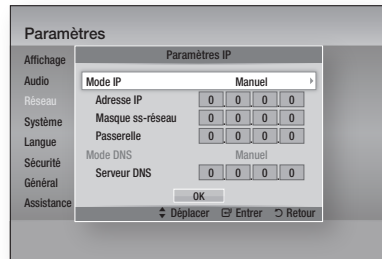 Paramètres
Affichage
Audio
Réseau
Système
Langue
Sécurité
Général
Assistance
Paramètres IP
Mode IP Manuel
Adresse IP 0 . 0 . 0 . 0
Masque ss-réseau 0 . 0 . 0 . 0
Passerelle 0 . 0 . 0 . 0
Mode DNS Manuel
Serveur DNS 0 . 0 . 0 . 0
OK
Déplacer Entrer Retour